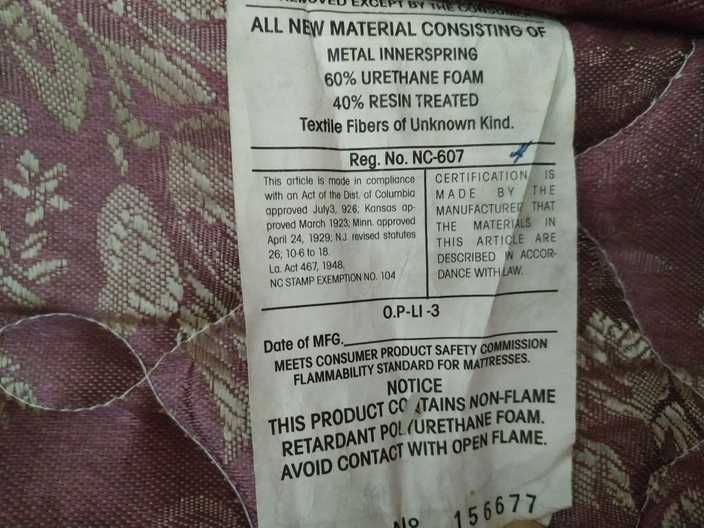 REMOVED EXCEPT BY THE CONSUMER
ALL NEW MATERIAL CONSISTING OF
METAL INNERSPRING
60% URETHANE FOAM
40% RESIN TREATED
Textile Fibers of Unknown Kind.
Reg. No. NC-607
This article is made in compliance
with an Act of the Dist. of Columbia
approved July3, 926; Kansas ap-
proved March 1923; Minn. approved
April 24, 1929; N.J. revised statutes
26; 10-6 to 18.
La. Act 467, 1948.
NC STAMP EXEMPTION NO. 104
CERTIFICATION IS
MADE BY THE
MANUFACTURER THAT
THE MATERIALS IN
THIS ARTICLE ARE
DESCRIBED IN ACCOR-
DANCE WITH LAW.
O.P-LI -3
Date of MFG.
MEETS CONSUMER PRODUCT SAFETY COMMISSION
FLAMMABILITY STANDARD FOR MATTRESSES.
NOTICE
THIS PRODUCT CONTAINS NON-FLAME
RETARDANT POLYURETHANE FOAM.
AVOID CONTACT WITH OPEN FLAME.
No 156677